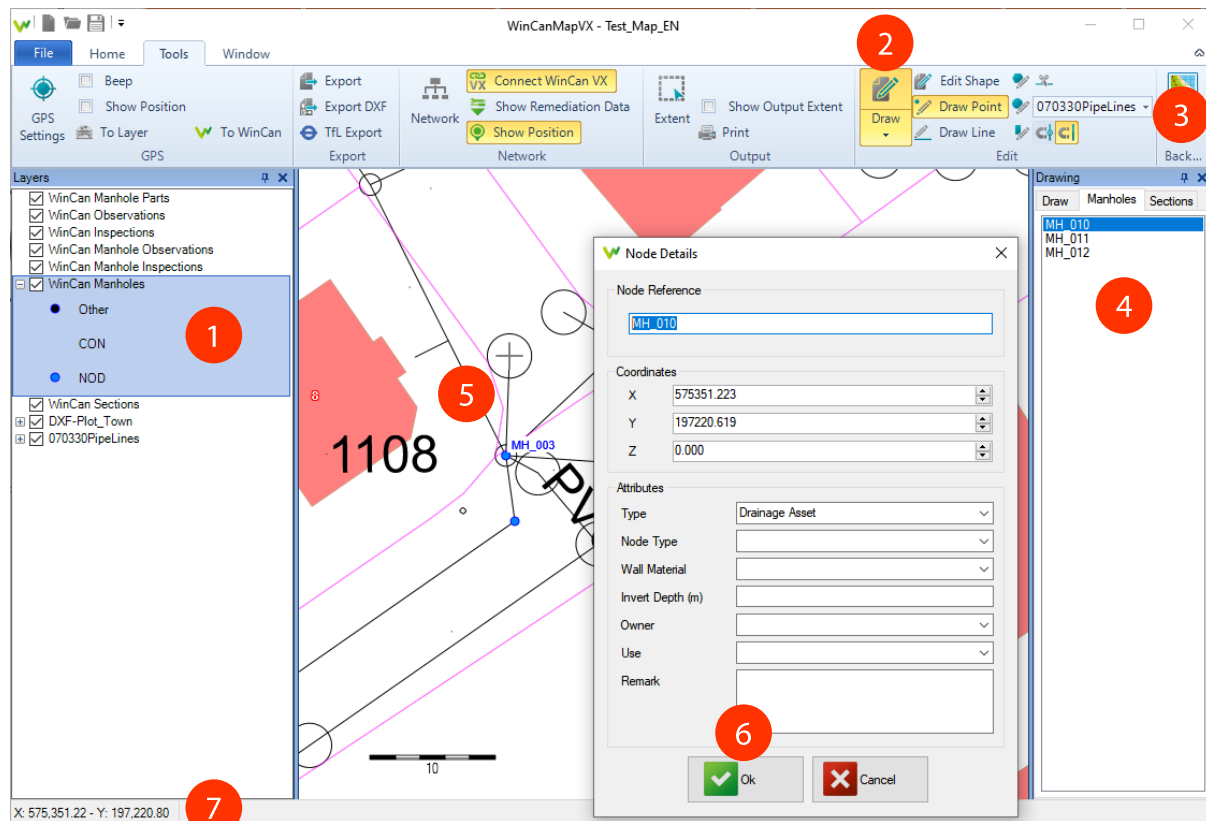 WinCanMapVX - Test_Map_EN
File Home Tools Window
2
GPS Settings
Beep
Show Position
To Layer To WinCan
GPS
Export
Export DXF
TfL Export
Export
Network
VX Connect WinCan VX
Show Remediation Data
Show Position
Network
Extent
Show Output Extent
Print
Output
Draw
Edit Shape
Draw Point 070330PipeLines
Draw Line
Edit
3
Back...
Layers
WinCan Manhole Parts
WinCan Observations
WinCan Inspections
WinCan Manhole Observations
WinCan Manhole Inspections
WinCan Manholes
Other
1
CON
NOD
WinCan Sections
DXF-Plot_Town
070330PipeLines
8
5
1108
MH_003
PV
10
Node Details
Node Reference
MH_010
Coordinates
X 575351.223
Y 197220.619
Z 0.000
Attributes
Type Drainage Asset
Node Type
Wall Material
Invert Depth (m)
Owner
Use
Remark
6
Ok Cancel
Drawing
Draw Manholes Sections
MH_010
MH_011
MH_012
4
X: 575,351.22 - Y: 197,220.80
7